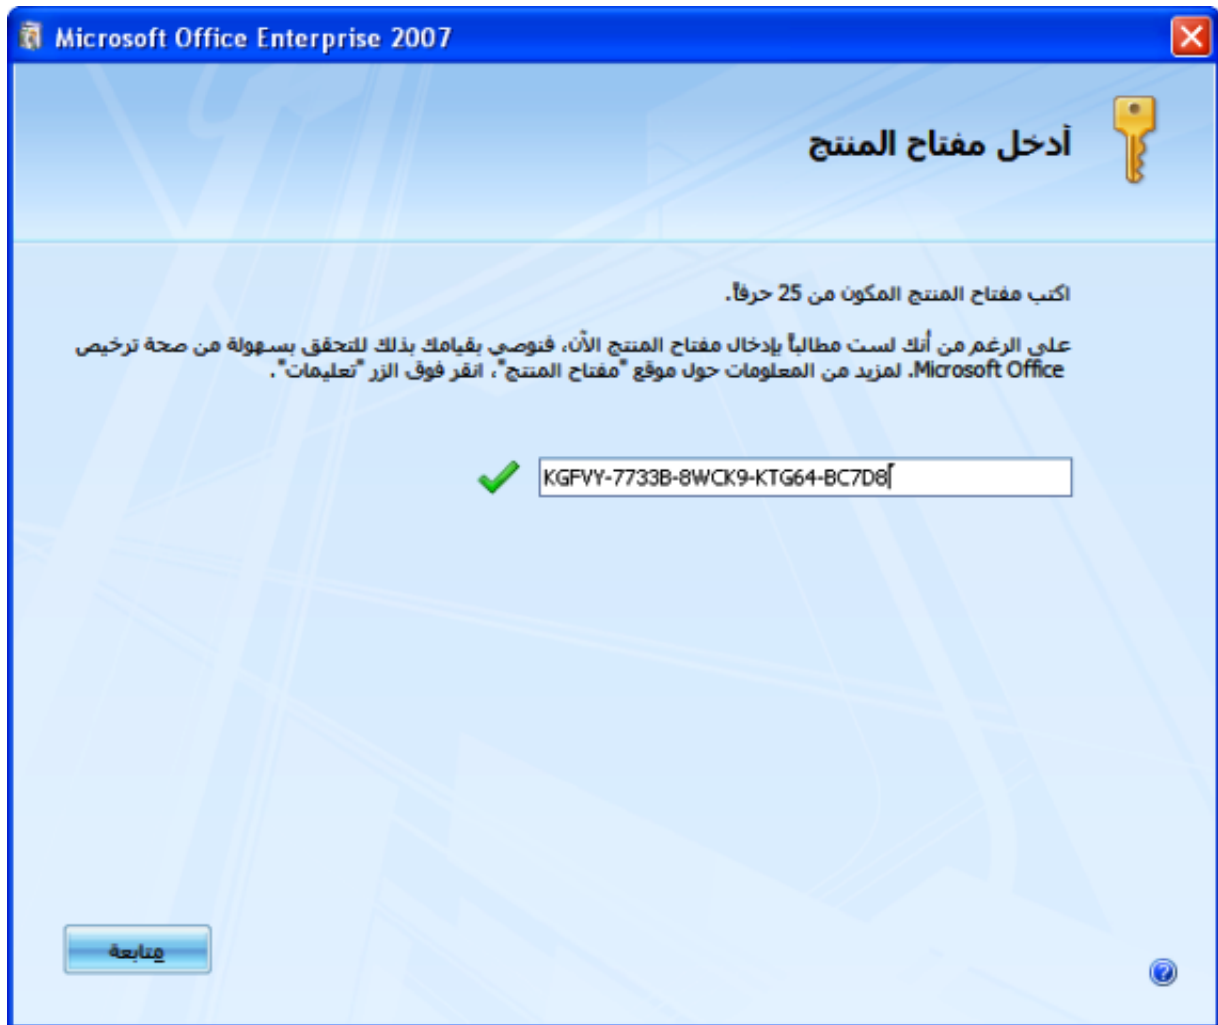 Microsoft Office Enterprise 2007
أدخل مفتاح المنتج
اكتب مفتاح المنتج المكون من 25 حرفاً.
على الرغم من أنك لست مطالباً بإدخال مفتاح المنتج الآن، فنوصي بقيامك بذلك للتحقق بسهولة من صحة ترخيص
Microsoft Office. لمزيد من المعلومات حول موقع "مفتاح المنتج"، انقر فوق الزر "تعليمات".
KGFVY-7733B-8WCK9-KTG64-BC7D8
متابعة